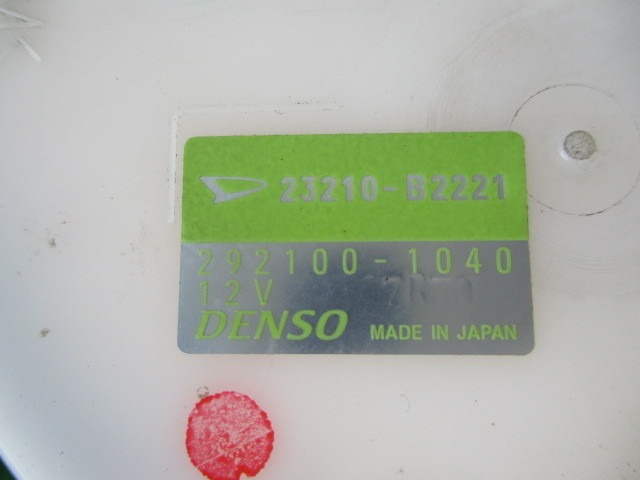 23210-B2221
292100-1040
12V
DENSO MADE IN JAPAN